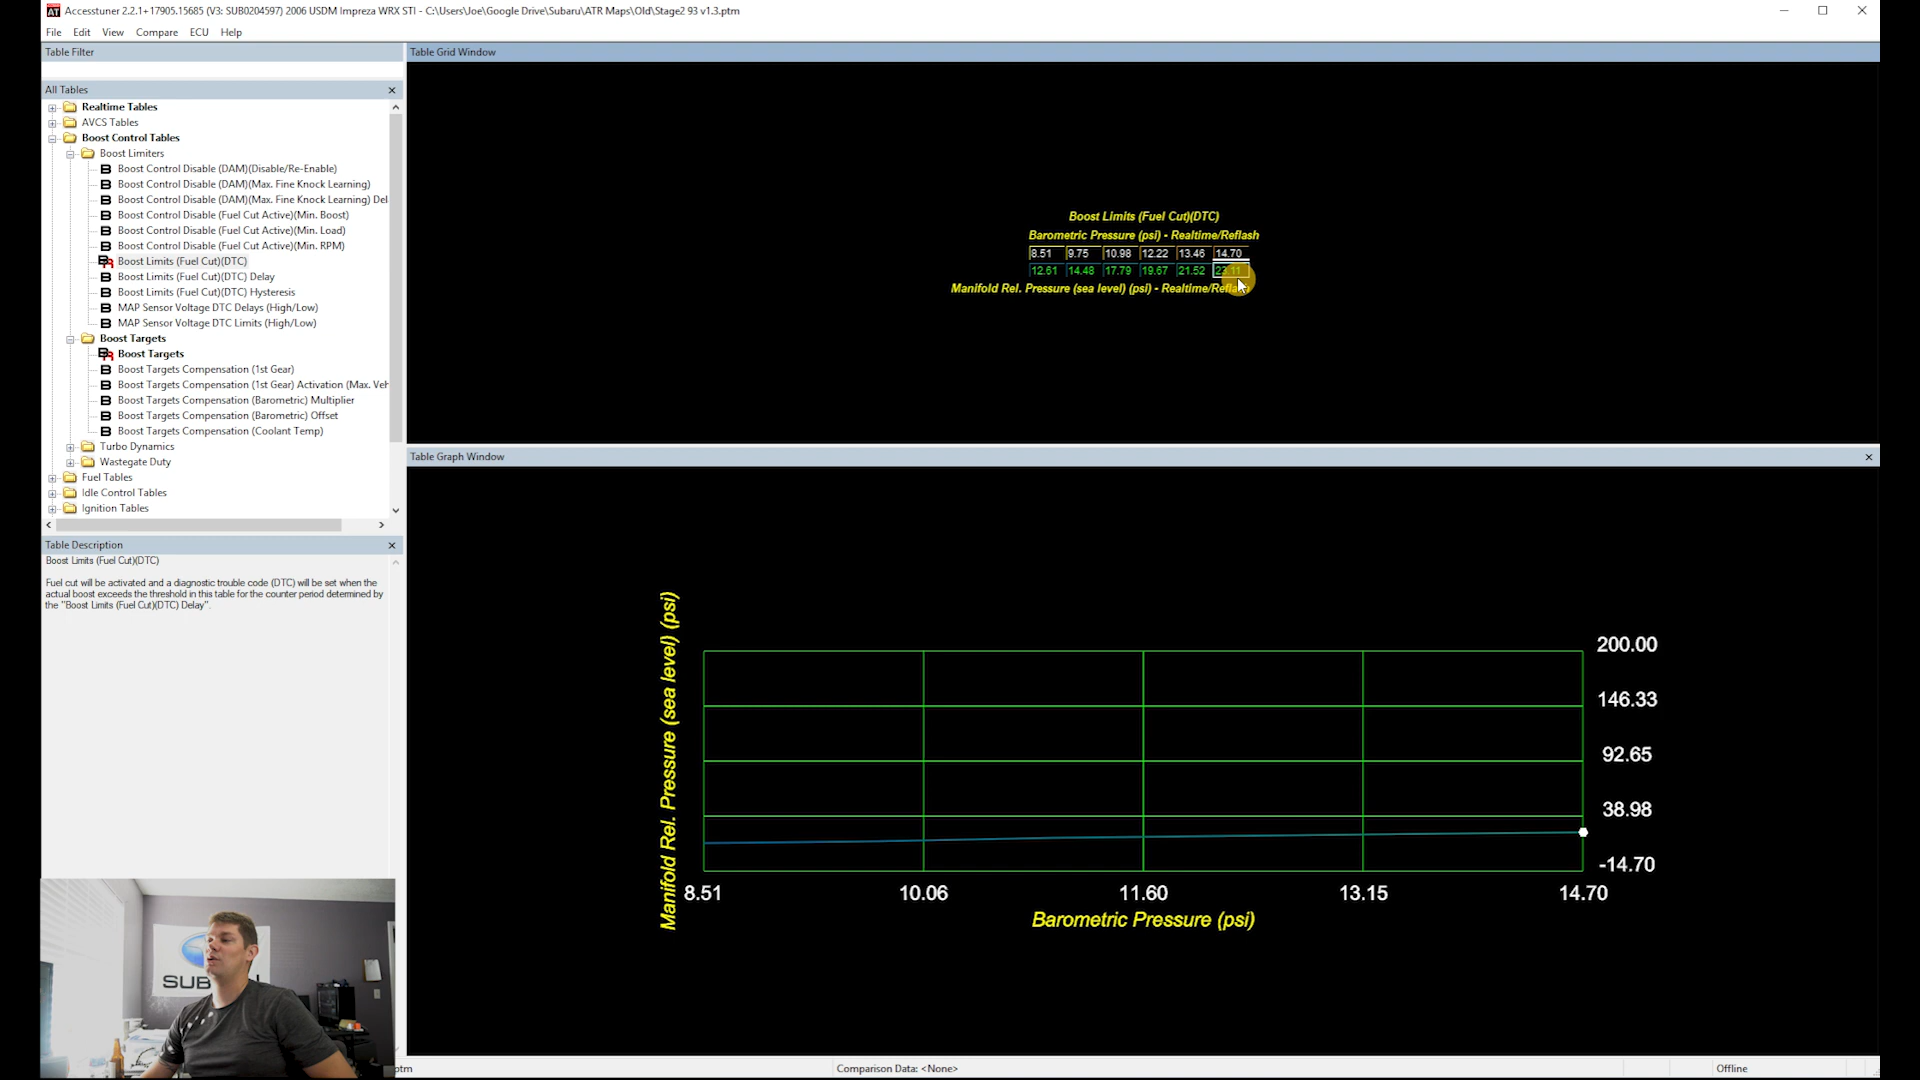 Accesstuner 2.2.1+17905.15685 (V3: SUB0204597) 2006 USDM Impreza WRX STI - C:\Users\Joe\Google Drive\Subaru\ATR Maps\Old\Stage2 93 v1.3.ptm
File Edit View Compare ECU Help
Table Filter
All Tables
Realtime Tables
AVCS Tables
Boost Control Tables
Boost Limiters
Boost Control Disable (DAM)(Disable/Re-Enable)
Boost Control Disable (DAM)(Max. Fine Knock Learning)
Boost Control Disable (DAM)(Max. Fine Knock Learning) Del
Boost Control Disable (Fuel Cut Active)(Min. Boost)
Boost Control Disable (Fuel Cut Active)(Min. Load)
Boost Control Disable (Fuel Cut Active)(Min. RPM)
Boost Limits (Fuel Cut)(DTC)
Boost Limits (Fuel Cut)(DTC) Delay
Boost Limits (Fuel Cut)(DTC) Hysteresis
MAP Sensor Voltage DTC Delays (High/Low)
MAP Sensor Voltage DTC Limits (High/Low)
Boost Targets
Boost Targets
Boost Targets Compensation (1st Gear)
Boost Targets Compensation (1st Gear) Activation (Max. Veh
Boost Targets Compensation (Barometric) Multiplier
Boost Targets Compensation (Barometric) Offset
Boost Targets Compensation (Coolant Temp)
Turbo Dynamics
Wastegate Duty
Fuel Tables
Idle Control Tables
Ignition Tables
Table Description
Boost Limits (Fuel Cut)(DTC)
Fuel cut will be activated and a diagnostic trouble code (DTC) will be set when the
actual boost exceeds the threshold in this table for the counter period determined by
the "Boost Limits (Fuel Cut)(DTC) Delay".
Table Grid Window
Boost Limits (Fuel Cut)(DTC)
Barometric Pressure (psi) - Realtime/Reflash
8.51 9.75 10.98 12.22 13.46 14.70
12.61 14.48 17.79 19.67 21.52 23.11
Manifold Rel. Pressure (sea level) (psi) - Realtime/Reflash
Table Graph Window
Manifold Rel. Pressure (sea level) (psi)
200.00
146.33
92.65
38.98
-14.70
8.51 10.06 11.60 13.15 14.70
Barometric Pressure (psi)
SUB
ptm
Comparison Data: <None>
Offline